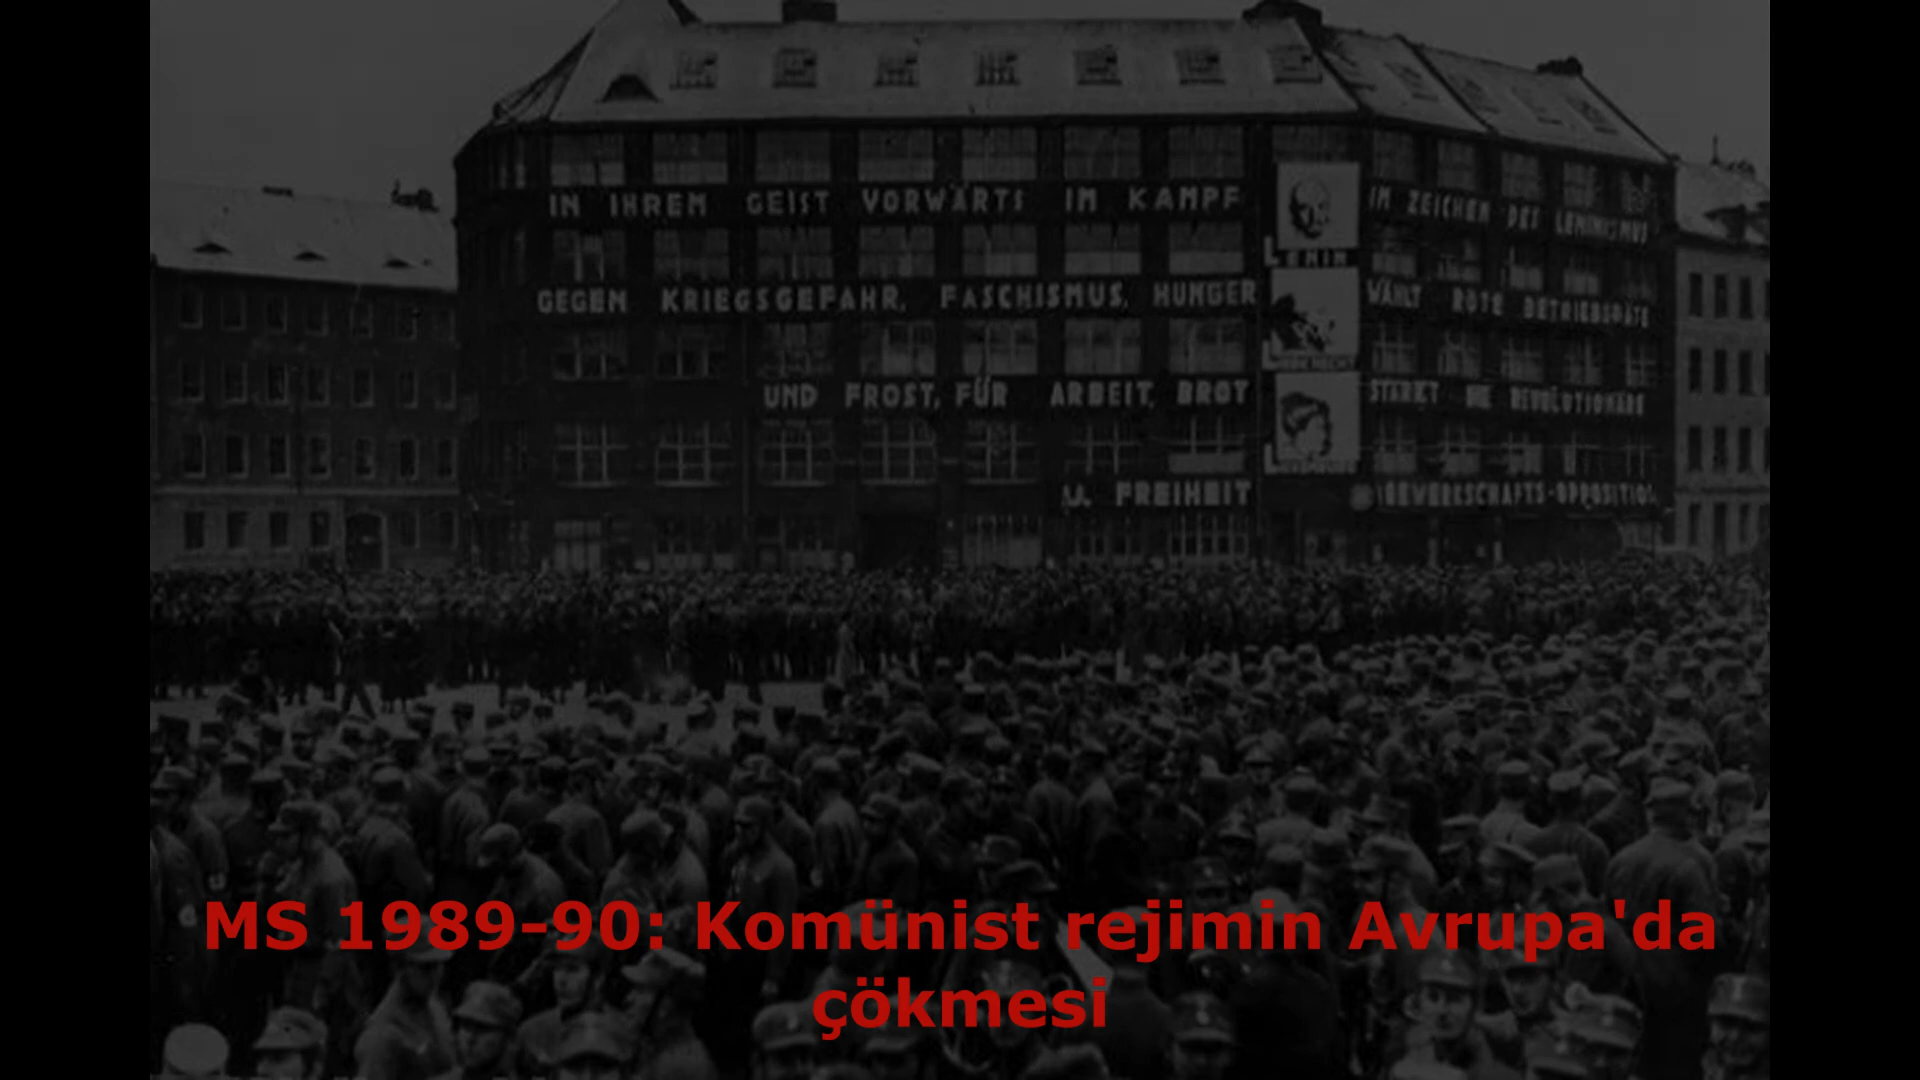 IN IHREM GEIST VORWÄRTS IM KAMPF
GEGEN KRIEGSGEFAHR, FASCHISMUS, HUNGER
UND FROST, FÜR ARBEIT, BROT
U. FREIHEIT
LENIN
IM ZEICHEN DES LENINISMUS
WÄHLT ROTE BETRIEBSRÄTE
STÄRKT DIE REVOLUTIONÄRE
GEWERKSCHAFTS-OPPOSITION
MS 1989-90: Komünist rejimin Avrupa'da
çökmesi